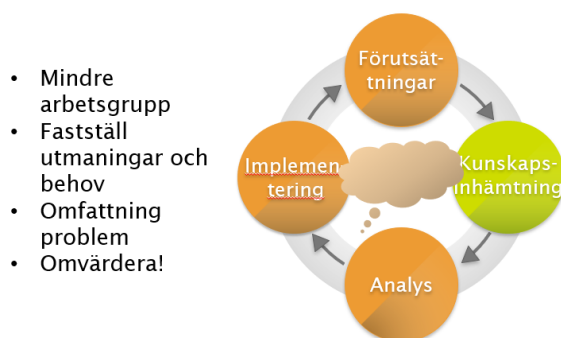 • Mindre
arbetsgrupp
• Fastställ
utmaningar och
behov
• Omfattning
problem
• Omvärdera!
Förutsät-
tningar
Kunskaps-
inhämtning
Analys
Implemen
tering